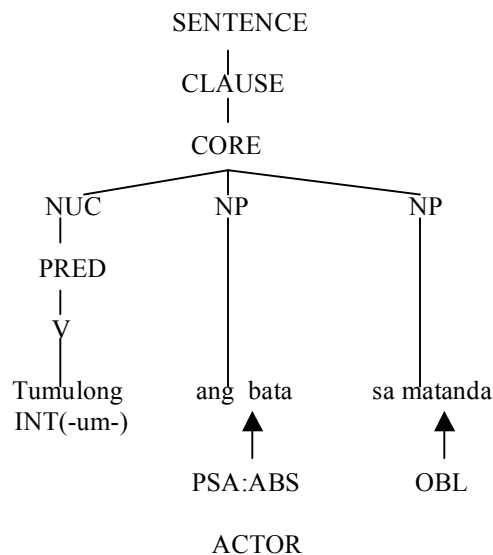 SENTENCE
CLAUSE
CORE
NUC NP NP
PRED
V
Tumulong ang bata sa matanda
INT(-um-)
PSA:ABS OBL
ACTOR